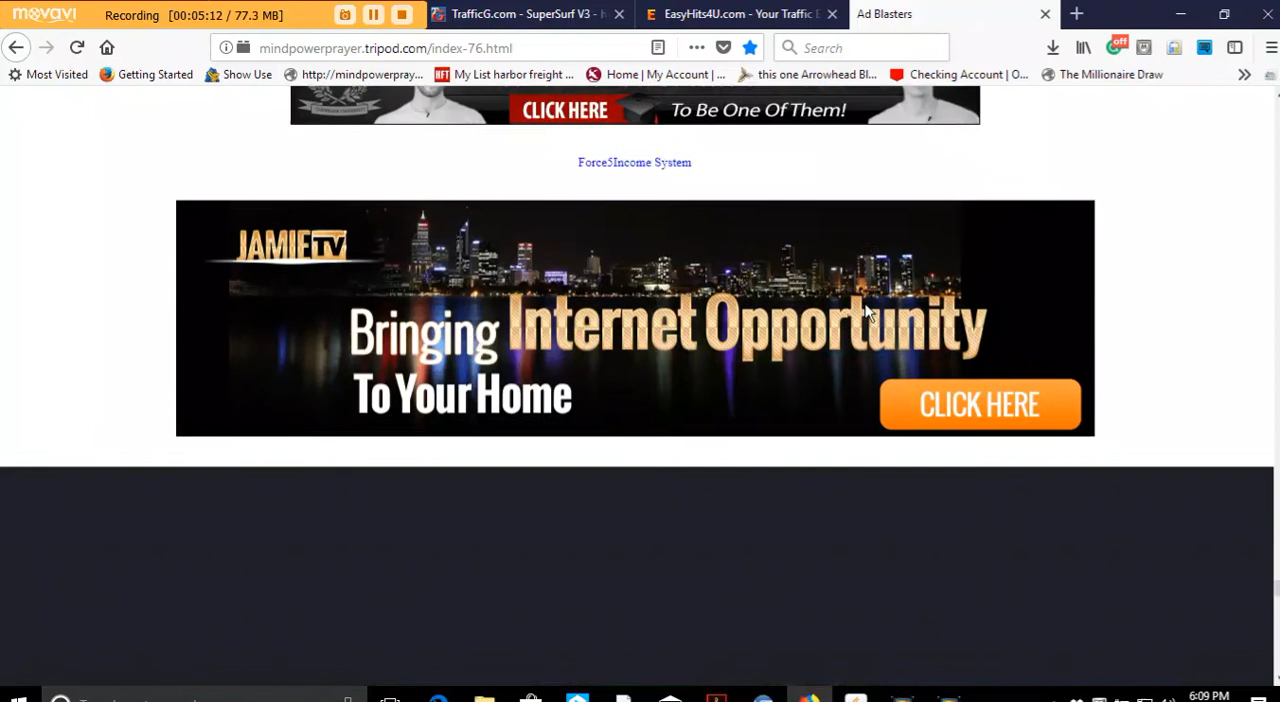 movavi Recording [00:05:12 / 77.3 MB]
TrafficG.com - SuperSurf V3 -
EasyHits4U.com - Your Traffic E
Ad Blasters
mindpowerprayer.tripod.com/index-76.html
Search
off
Most Visited
Getting Started
Show Use
http://mindpowerpray...
HFT My List harbor freight ...
Home | My Account | ...
this one Arrowhead Bl...
Checking Account | O...
The Millionaire Draw
CLICK HERE
To Be One Of Them!
Force5Income System
JAMIE TV
Bringing Internet Opportunity
To Your Home
CLICK HERE
6:09 PM